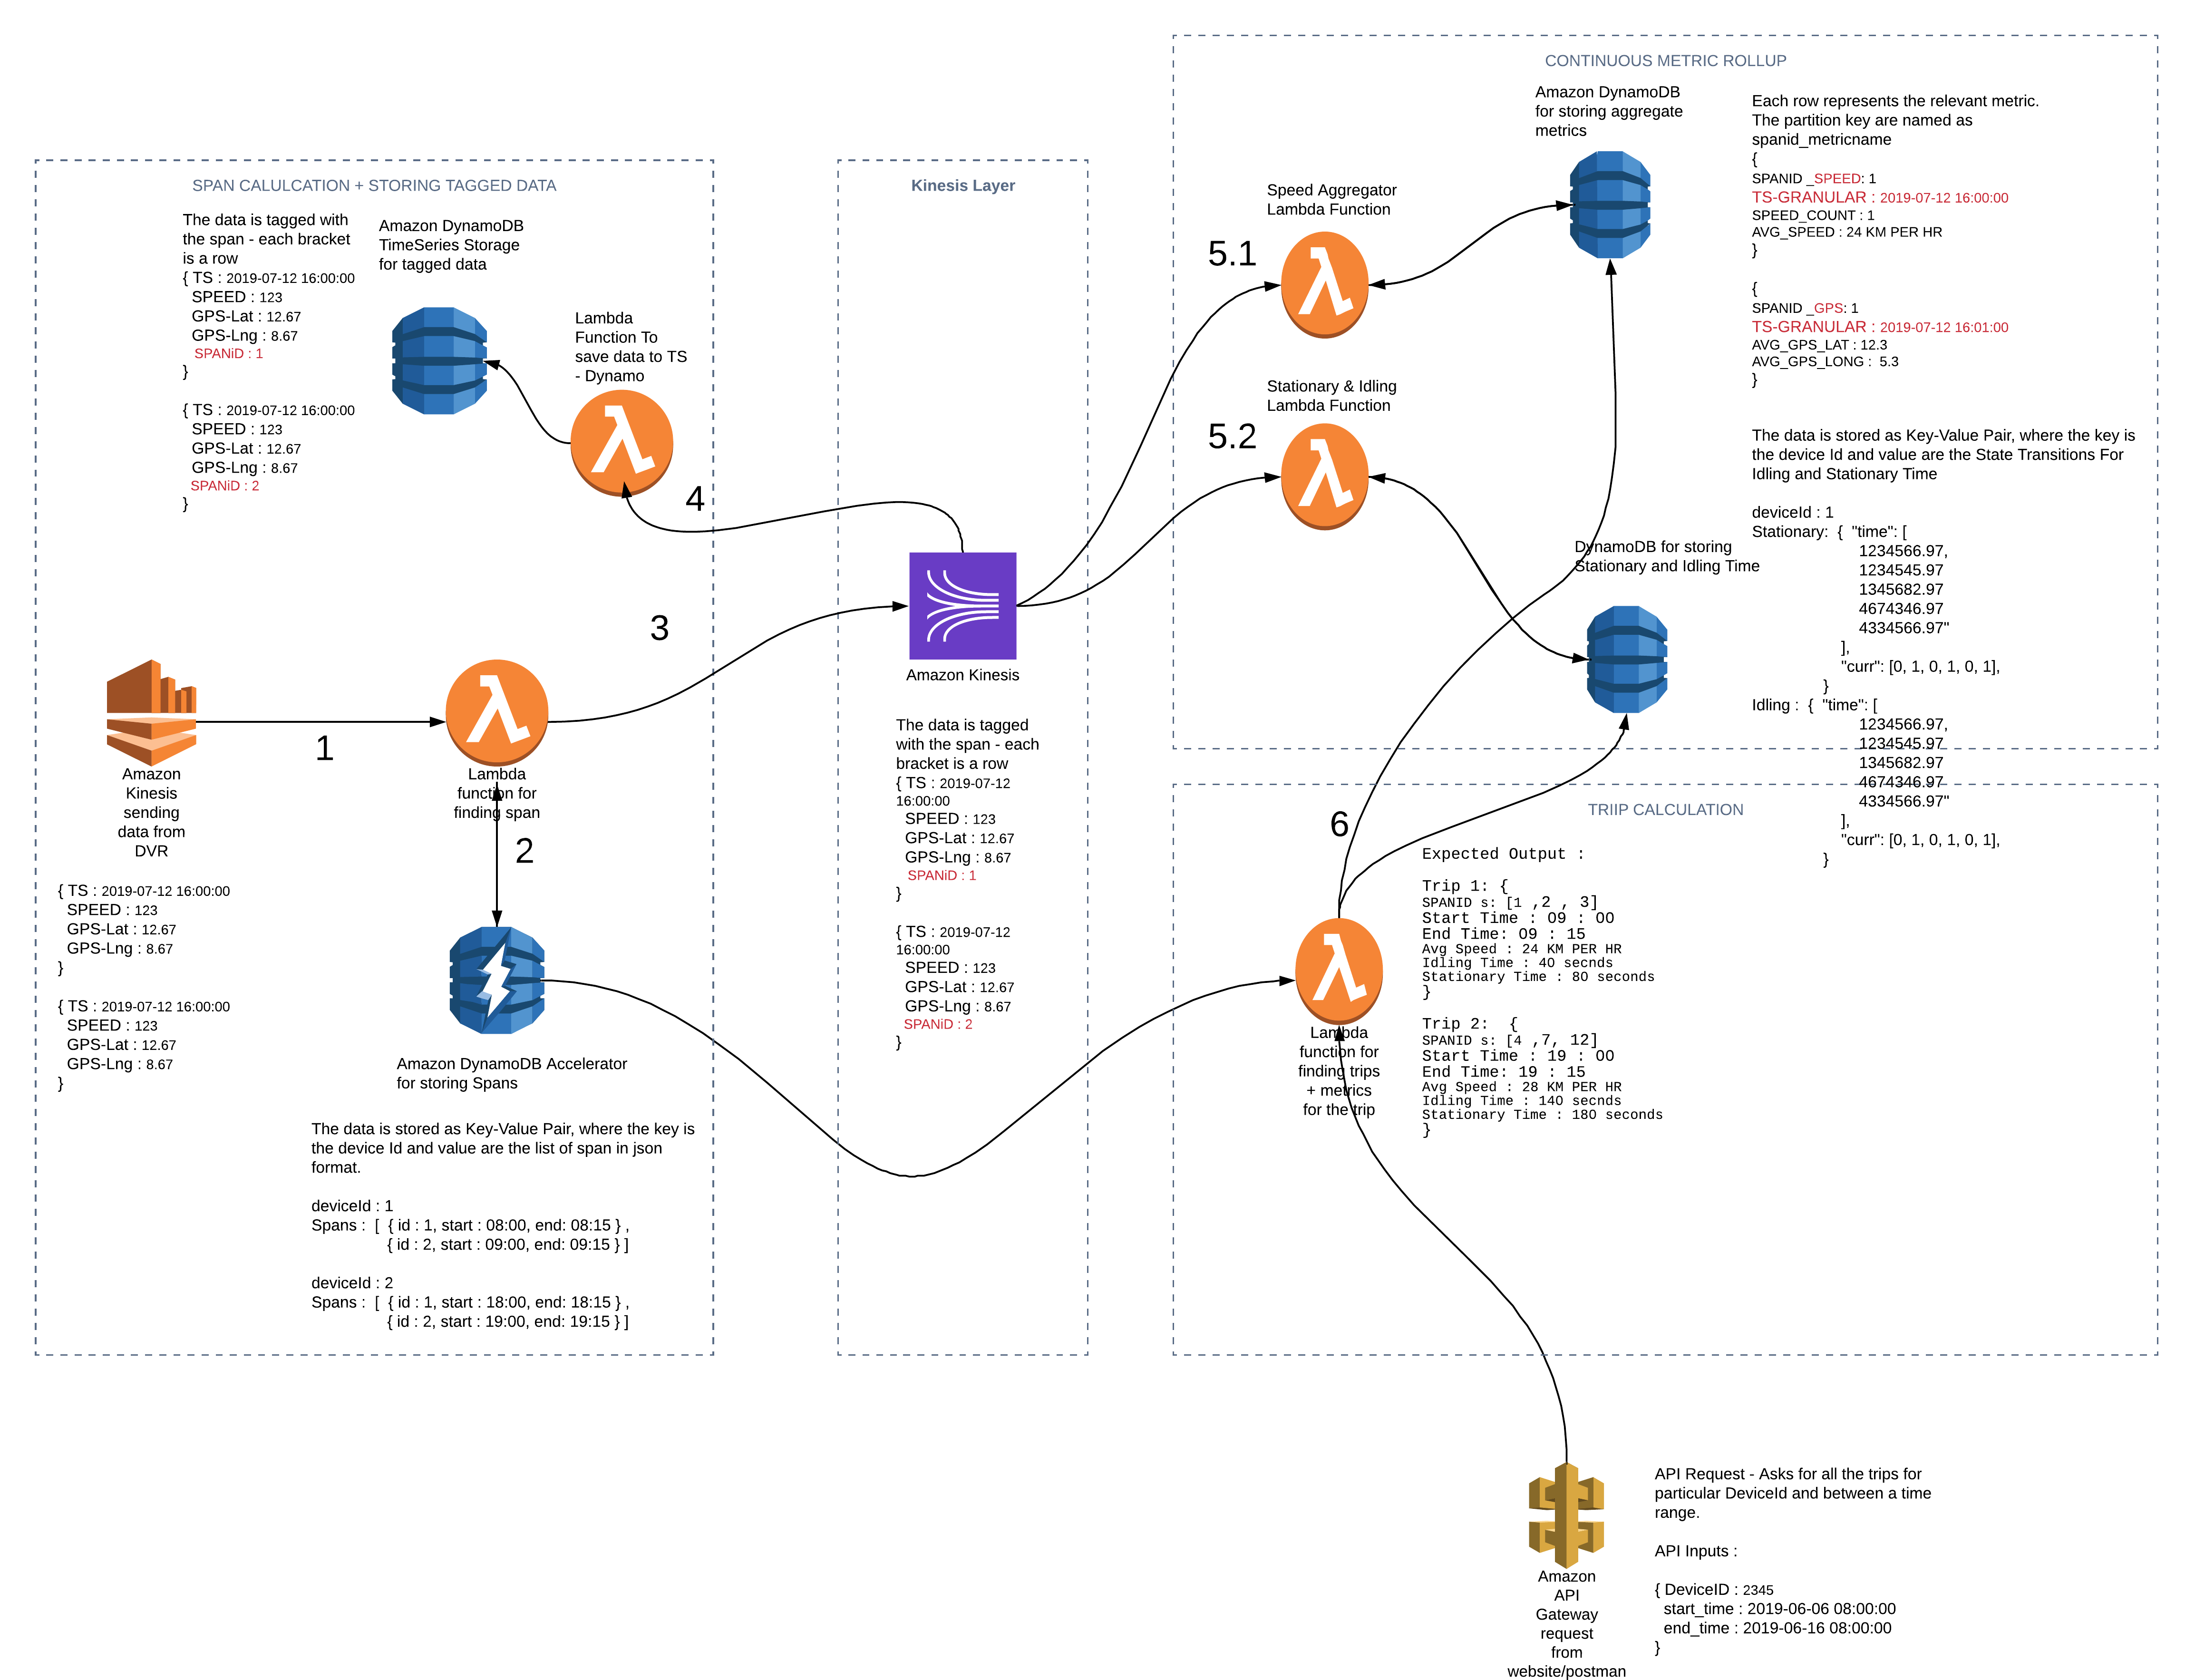 SPAN CALULCATION + STORING TAGGED DATA
The data is tagged with
the span - each bracket
is a row
{ TS : 2019-07-12 16:00:00
SPEED : 123
GPS-Lat : 12.67
GPS-Lng : 8.67
SPANiD : 1
}
{ TS : 2019-07-12 16:00:00
SPEED : 123
GPS-Lat : 12.67
GPS-Lng : 8.67
SPANiD : 2
}
Amazon DynamoDB
TimeSeries Storage
for tagged data
Lambda
Function To
save data to TS
- Dynamo
4
3
1
Amazon
Kinesis
sending
data from
DVR
{ TS : 2019-07-12 16:00:00
SPEED : 123
GPS-Lat : 12.67
GPS-Lng : 8.67
}
{ TS : 2019-07-12 16:00:00
SPEED : 123
GPS-Lat : 12.67
GPS-Lng : 8.67
}
Lambda
function for
finding span
2
Amazon DynamoDB Accelerator
for storing Spans
The data is stored as Key-Value Pair, where the key is
the device Id and value are the list of span in json
format.
deviceId : 1
Spans : [ { id : 1, start : 08:00, end: 08:15 } ,
{ id : 2, start : 09:00, end: 09:15 } ]
deviceId : 2
Spans : [ { id : 1, start : 18:00, end: 18:15 } ,
{ id : 2, start : 19:00, end: 19:15 } ]
Kinesis Layer
Amazon Kinesis
The data is tagged
with the span - each
bracket is a row
{ TS : 2019-07-12
16:00:00
SPEED : 123
GPS-Lat : 12.67
GPS-Lng : 8.67
SPANiD : 1
}
{ TS : 2019-07-12
16:00:00
SPEED : 123
GPS-Lat : 12.67
GPS-Lng : 8.67
SPANiD : 2
}
CONTINUOUS METRIC ROLLUP
Amazon DynamoDB
for storing aggregate
metrics
Speed Aggregator
Lambda Function
5.1
Stationary & Idling
Lambda Function
5.2
DynamoDB for storing
Stationary and Idling Time
Each row represents the relevant metric.
The partition key are named as
spanid_metricname
{
SPANID _SPEED: 1
TS-GRANULAR : 2019-07-12 16:00:00
SPEED_COUNT : 1
AVG_SPEED : 24 KM PER HR
}
{
SPANID _GPS: 1
TS-GRANULAR : 2019-07-12 16:01:00
AVG_GPS_LAT : 12.3
AVG_GPS_LONG : 5.3
}
The data is stored as Key-Value Pair, where the key is
the device Id and value are the State Transitions For
Idling and Stationary Time
deviceId : 1
Stationary: { "time": [
1234566.97,
1234545.97
1345682.97
4674346.97
4334566.97"
],
"curr": [0, 1, 0, 1, 0, 1],
}
Idling : { "time": [
1234566.97,
1234545.97
1345682.97
4674346.97
4334566.97"
],
"curr": [0, 1, 0, 1, 0, 1],
}
TRIIP CALCULATION
6
Lambda
function for
finding trips
+ metrics
for the trip
Expected Output :
Trip 1: {
SPANID s: [1 ,2 , 3]
Start Time : 09 : 00
End Time: 09 : 15
Avg Speed : 24 KM PER HR
Idling Time : 40 secnds
Stationary Time : 80 seconds
}
Trip 2: {
SPANID s: [4 ,7, 12]
Start Time : 19 : 00
End Time: 19 : 15
Avg Speed : 28 KM PER HR
Idling Time : 140 secnds
Stationary Time : 180 seconds
}
Amazon
API
Gateway
request
from
website/postman
API Request - Asks for all the trips for
particular DeviceId and between a time
range.
API Inputs :
{ DeviceID : 2345
start_time : 2019-06-06 08:00:00
end_time : 2019-06-16 08:00:00
}